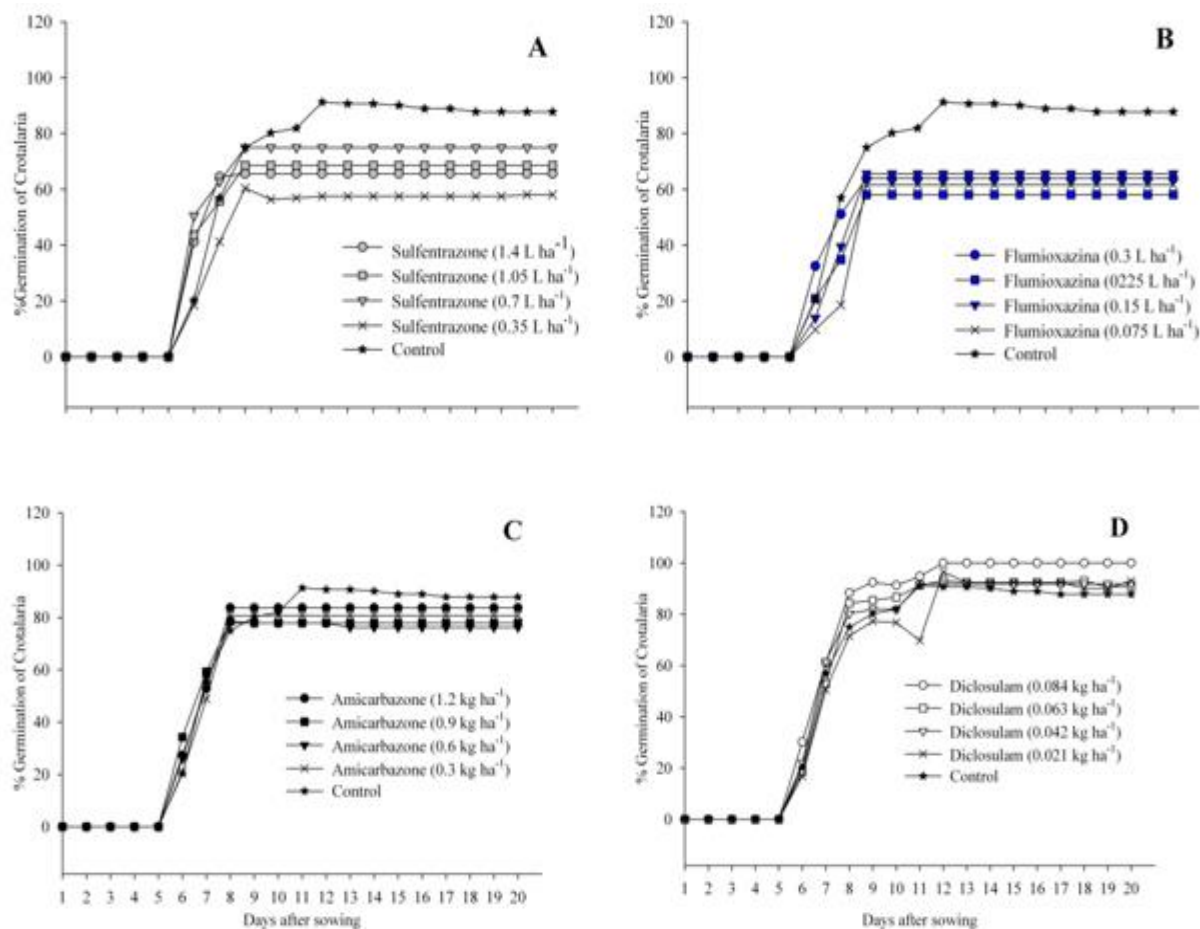 A
120
100
80
60
40
20
0
%Germination of Crotalaria
Sulfentrazone (1.4 L ha⁻¹)
Sulfentrazone (1.05 L ha⁻¹)
Sulfentrazone (0.7 L ha⁻¹)
Sulfentrazone (0.35 L ha⁻¹)
Control
B
120
100
80
60
40
20
0
% Germination of Crotalaria
Flumioxazina (0.3 L ha⁻¹)
Flumioxazina (0225 L ha⁻¹)
Flumioxazina (0.15 L ha⁻¹)
Flumioxazina (0.075 L ha⁻¹)
Control
C
120
100
80
60
40
20
0
% Germination of Crotalaria
Amicarbazone (1.2 kg ha⁻¹)
Amicarbazone (0.9 kg ha⁻¹)
Amicarbazone (0.6 kg ha⁻¹)
Amicarbazone (0.3 kg ha⁻¹)
Control
1 2 3 4 5 6 7 8 9 10 11 12 13 14 15 16 17 18 19 20
Days after sowing
D
120
100
80
60
40
20
0
% Germination of Crotalaria
Diclosulam (0.084 kg ha⁻¹)
Diclosulam (0.063 kg ha⁻¹)
Diclosulam (0.042 kg ha⁻¹)
Diclosulam (0.021 kg ha⁻¹)
Control
1 2 3 4 5 6 7 8 9 10 11 12 13 14 15 16 17 18 19 20
Days after sowing